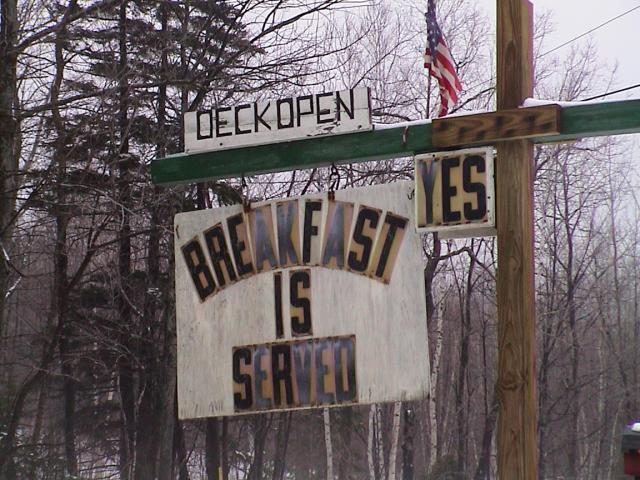 DECK OPEN
YES
BREAKFAST
IS
SERVED